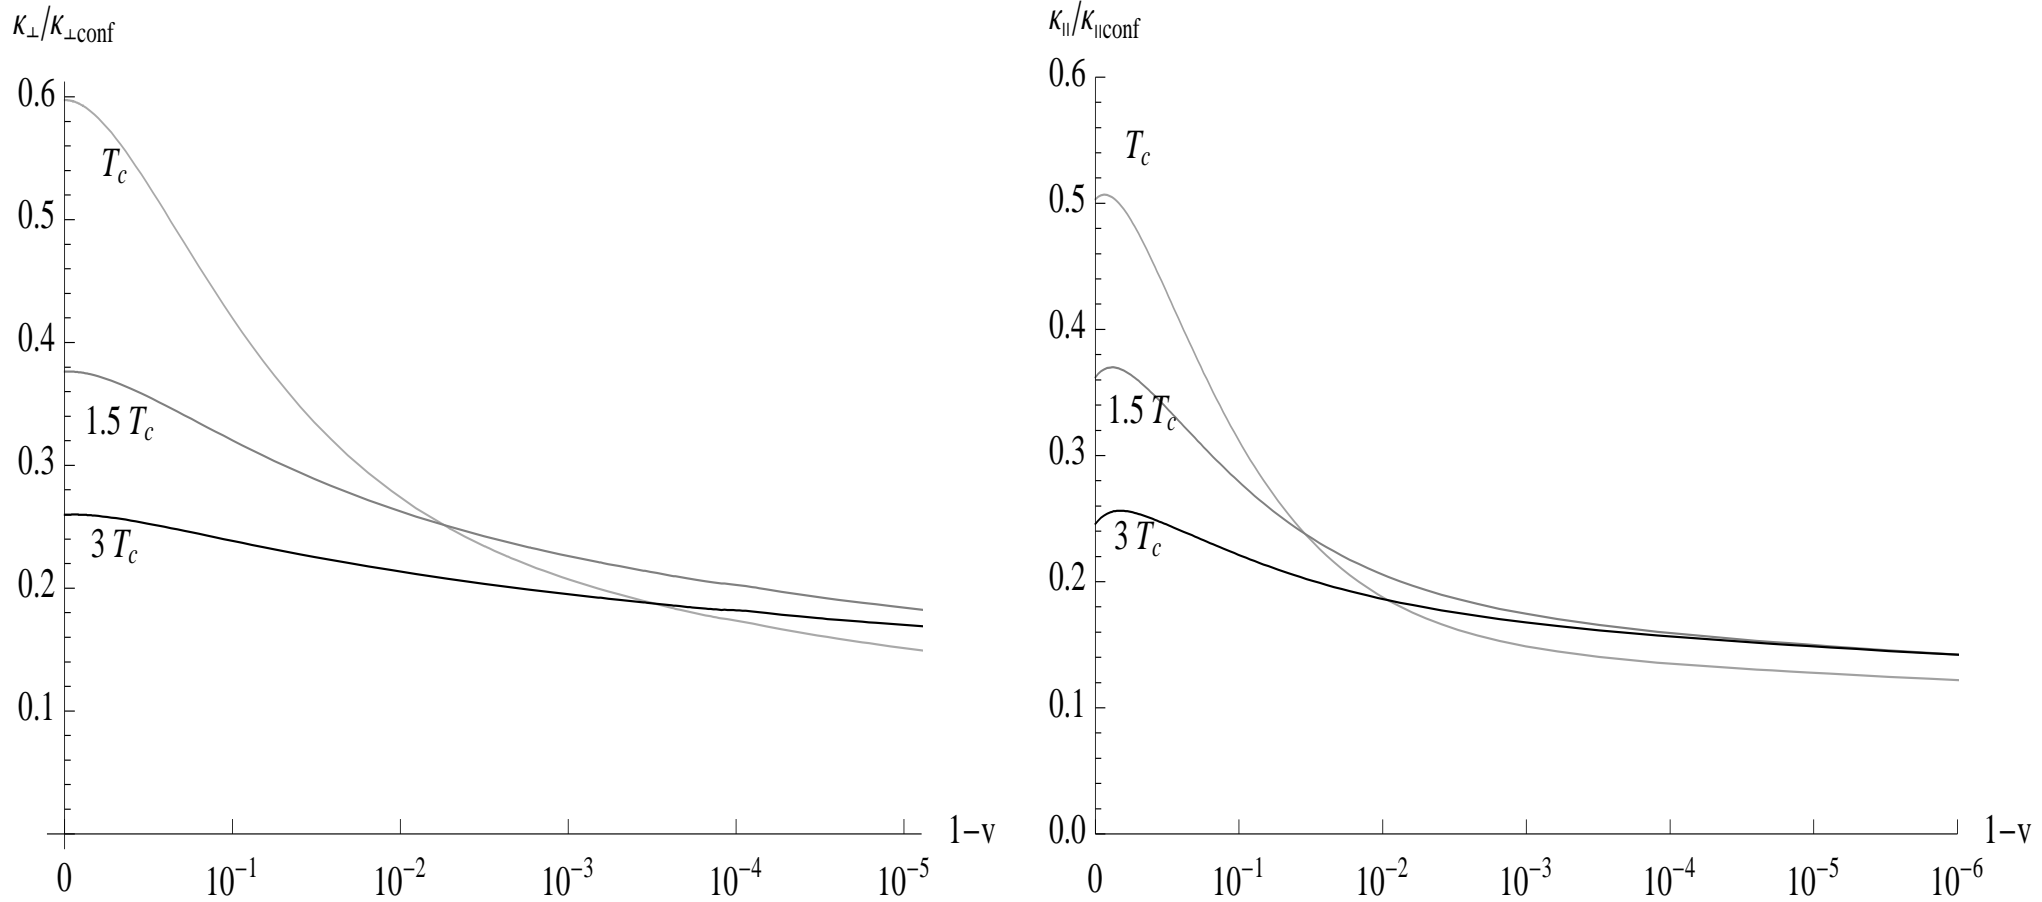 κ⊥/κ⊥conf
0.6
T_c
0.5
0.4
1.5 T_c
0.3
3 T_c
0.2
0.1
1−v
0 10⁻¹ 10⁻² 10⁻³ 10⁻⁴ 10⁻⁵
κ∥/κ∥conf
0.6
T_c
0.5
0.4
1.5 T_c
0.3
3 T_c
0.2
0.1
0.0
1−v
0 10⁻¹ 10⁻² 10⁻³ 10⁻⁴ 10⁻⁵ 10⁻⁶